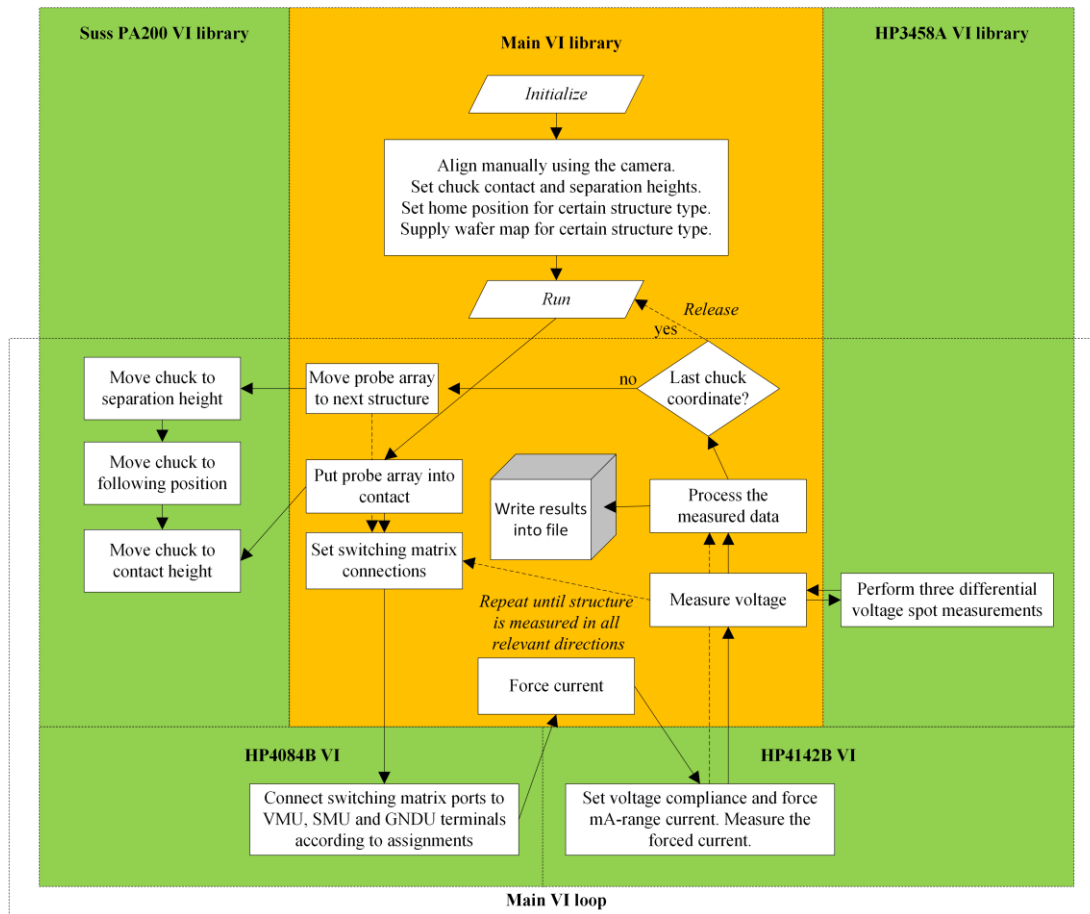 Suss PA200 VI library
Main VI library
HP3458A VI library
Initialize
Align manually using the camera.
Set chuck contact and separation heights.
Set home position for certain structure type.
Supply wafer map for certain structure type.
Run
Release
yes
Last chuck
coordinate?
no
Move probe array
to next structure
Move chuck to
separation height
Move chuck to
following position
Move chuck to
contact height
Put probe array into
contact
Set switching matrix
connections
Write results
into file
Process the
measured data
Measure voltage
Perform three differential
voltage spot measurements
Repeat until structure
is measured in all
relevant directions
Force current
HP4084B VI
HP4142B VI
Connect switching matrix ports to
VMU, SMU and GNDU terminals
according to assignments
Set voltage compliance and force
mA-range current. Measure the
forced current.
Main VI loop